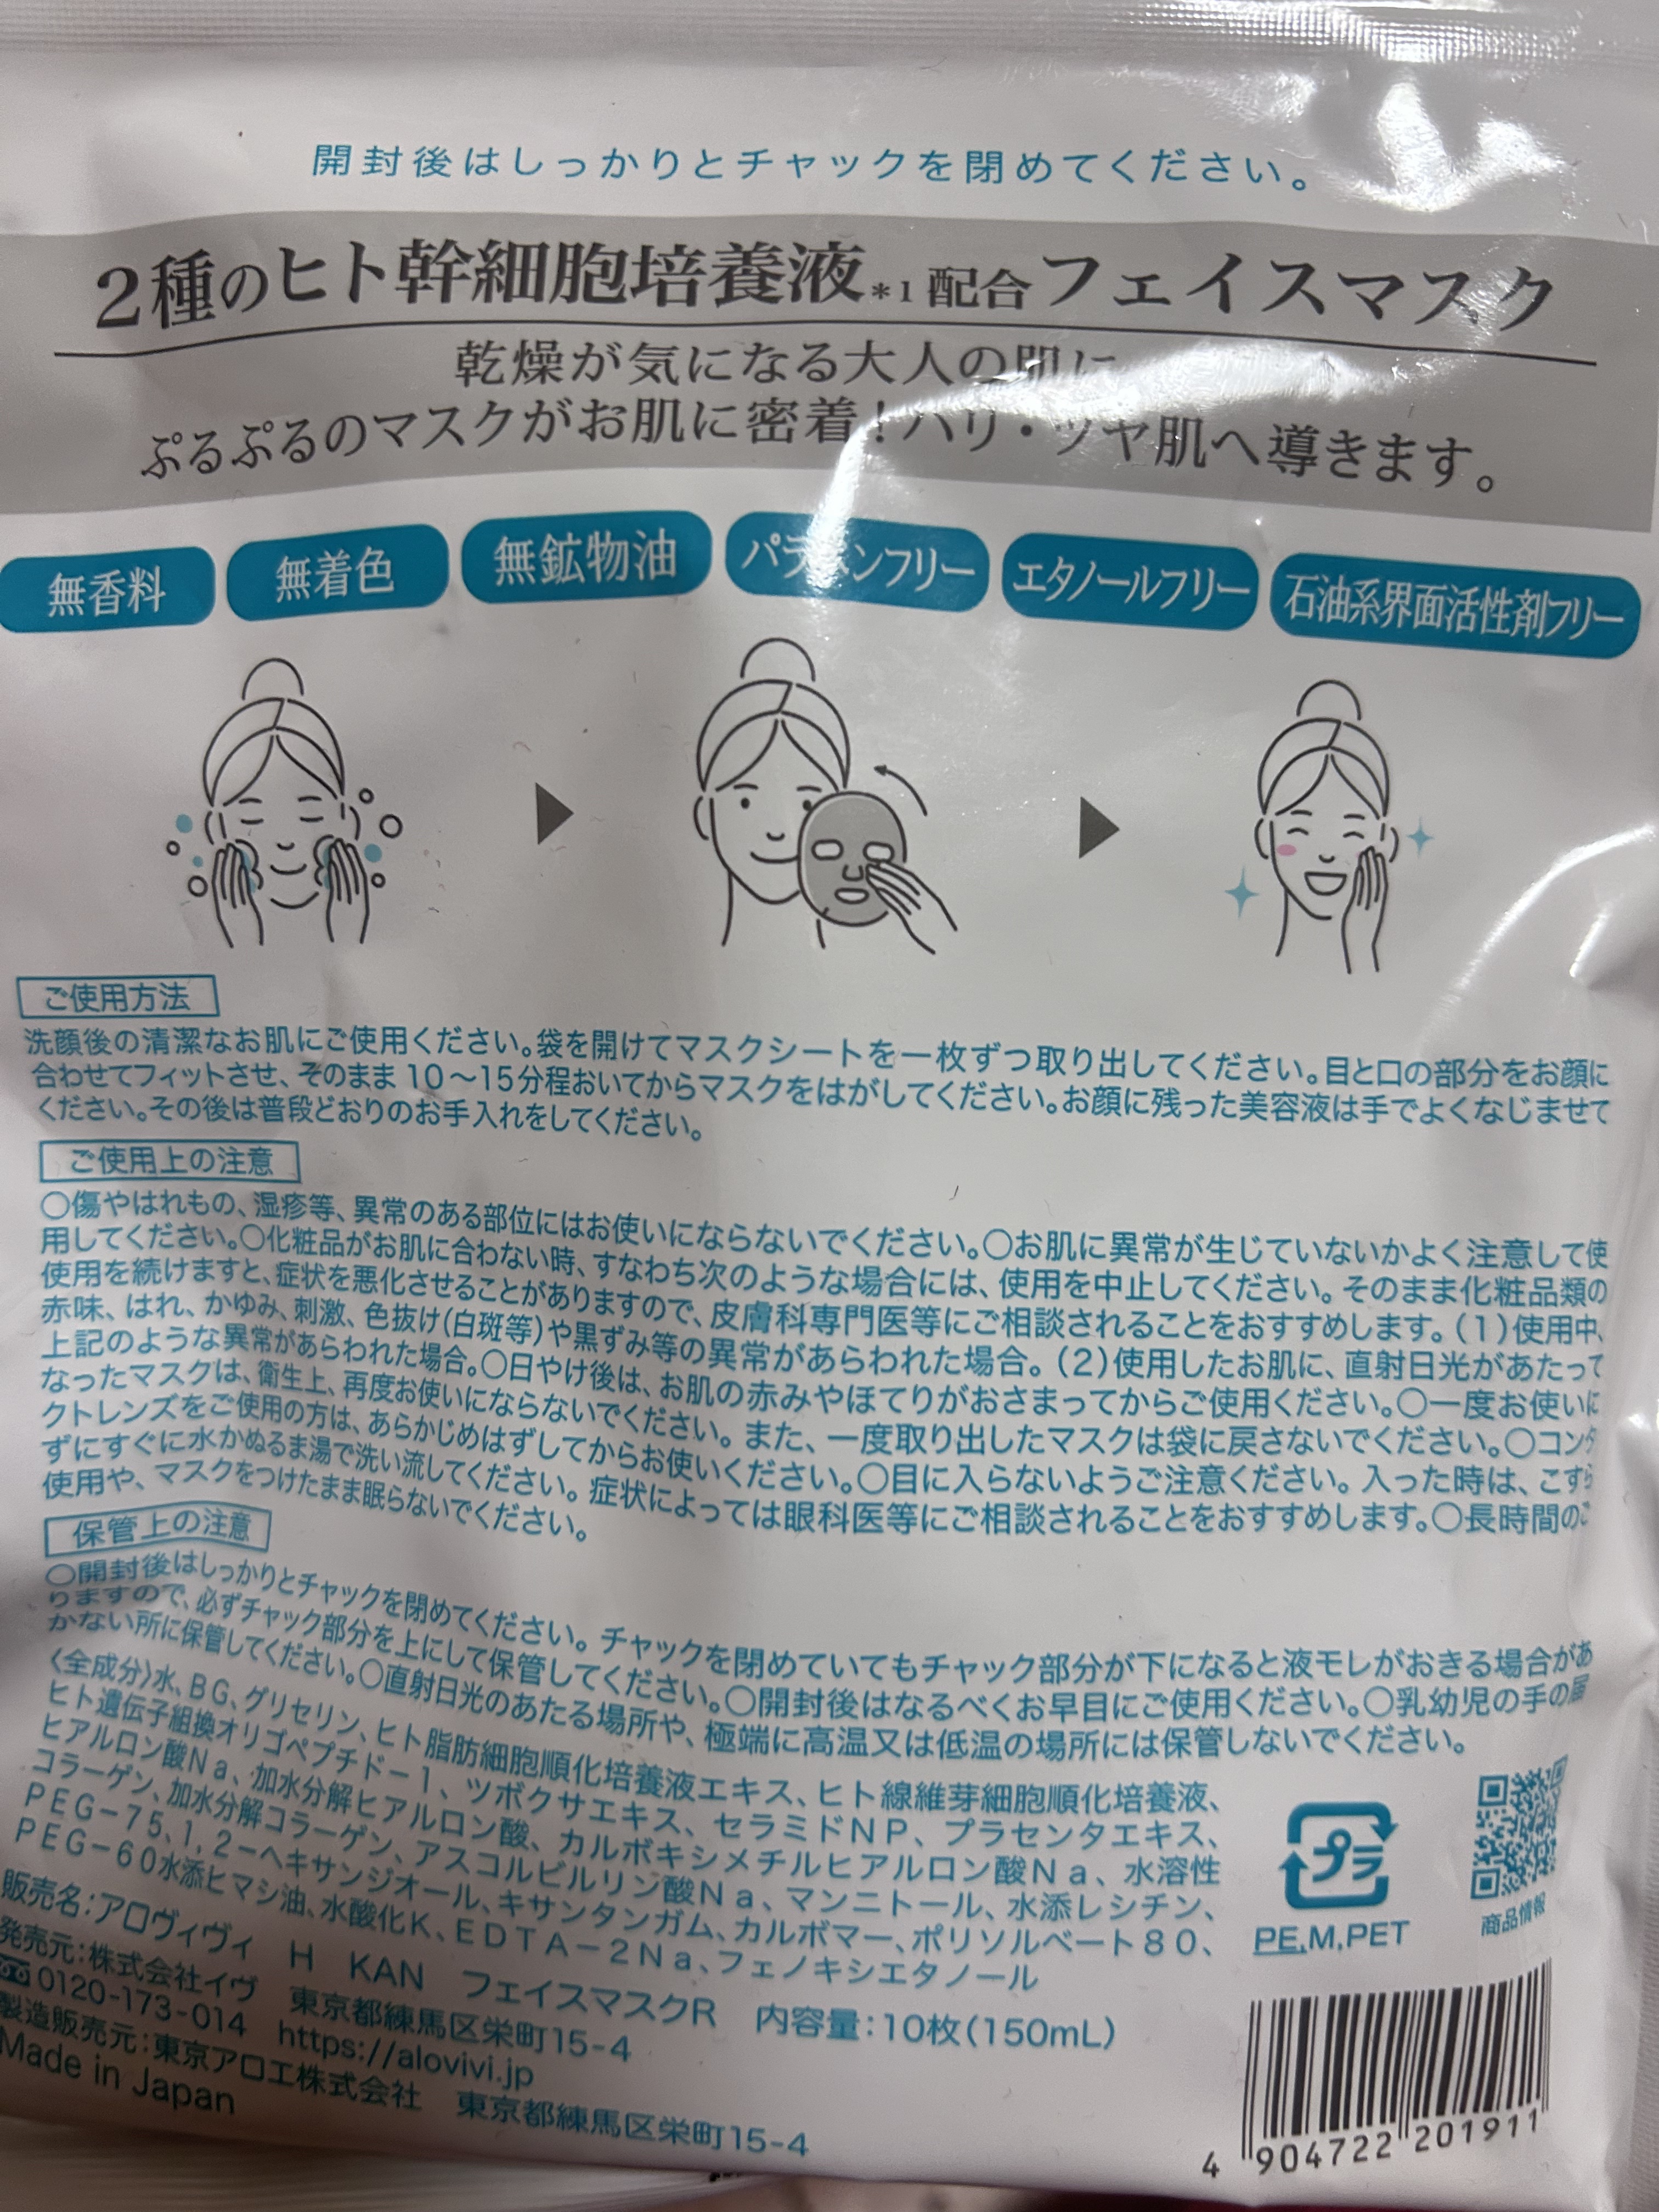 開封後はしっかりとチャックを閉めてください。
2種のヒト幹細胞培養液*1配合フェイスマスク
乾燥が気になる大人の肌に
ぷるぷるのマスクがお肌に密着!ハリ・ツヤ肌へ導きます。
無香料 無着色 無鉱物油 パラベンフリー エタノールフリー 石油系界面活性剤フリー
ご使用方法
洗顔後の清潔なお肌にご使用ください。袋を開けてマスクシートを一枚ずつ取り出してください。目と口の部分をお顔に
合わせてフィットさせ、そのまま10〜15分程おいてからマスクをはがしてください。お顔に残った美容液は手でよくなじませて
ください。その後は普段どおりのお手入れをしてください。
ご使用上の注意
○傷やはれもの、湿疹等、異常のある部位にはお使いにならないでください。○お肌に異常が生じていないかよく注意して使
用してください。○化粧品がお肌に合わない時、すなわち次のような場合には、使用を中止してください。そのまま化粧品類の
使用を続けますと、症状を悪化させることがありますので、皮膚科専門医等にご相談されることをおすすめします。(1)使用中、
赤味、はれ、かゆみ、刺激、色抜け(白斑等)や黒ずみ等の異常があらわれた場合。(2)使用したお肌に、直射日光があたって
上記のような異常があらわれた場合。○日やけ後は、お肌の赤みやほてりがおさまってからご使用ください。○一度お使いに
なったマスクは、衛生上、再度お使いにならないでください。また、一度取り出したマスクは袋に戻さないでください。○コンタ
クトレンズをご使用の方は、あらかじめはずしてからお使いください。○目に入らないようご注意ください。入った時は、こすら
ずにすぐに水かぬるま湯で洗い流してください。症状によっては眼科医等にご相談されることをおすすめします。○長時間のご
使用や、マスクをつけたまま眠らないでください。
保管上の注意
○開封後はしっかりとチャックを閉めてください。チャックを閉めていてもチャック部分が下になると液モレがおきる場合があ
りますので、必ずチャック部分を上にして保管してください。○開封後はなるべくお早目にご使用ください。○乳幼児の手の届
かない所に保管してください。○直射日光のあたる場所や、極端に高温又は低温の場所には保管しないでください。
〈全成分〉水、BG、グリセリン、ヒト脂肪細胞順化培養液エキス、ヒト線維芽細胞順化培養液、
ヒト遺伝子組換オリゴペプチド-1、ツボクサエキス、セラミドNP、プラセンタエキス、
ヒアルロン酸Na、加水分解ヒアルロン酸、カルボキシメチルヒアルロン酸Na、水溶性
コラーゲン、加水分解コラーゲン、アスコルビルリン酸Na、マンニトール、水添レシチン、
PEG-75、1,2-ヘキサンジオール、キサンタンガム、カルボマー、ポリソルベート80、
PEG-60水添ヒマシ油、水酸化K、EDTA-2Na、フェノキシエタノール
プラ
PE,M,PET
商品情報
販売名:アロヴィヴィ H KAN フェイスマスクR 内容量:10枚(150mL)
発売元:株式会社イヴ 東京都練馬区栄町15-4
0120-173-014 https://alovivi.jp
製造販売元:東京アロエ株式会社 東京都練馬区栄町15-4
Made in Japan
4 904722 201911